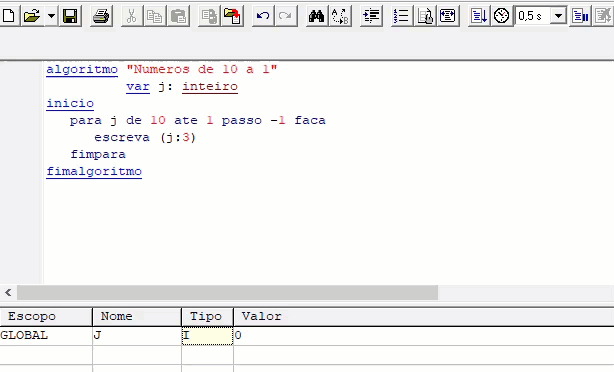 0,5 s
algoritmo "Numeros de 10 a 1"
var j: inteiro
inicio
para j de 10 ate 1 passo -1 faca
escreva (j:3)
fimpara
fimalgoritmo
Escopo Nome Tipo Valor
GLOBAL J I 0